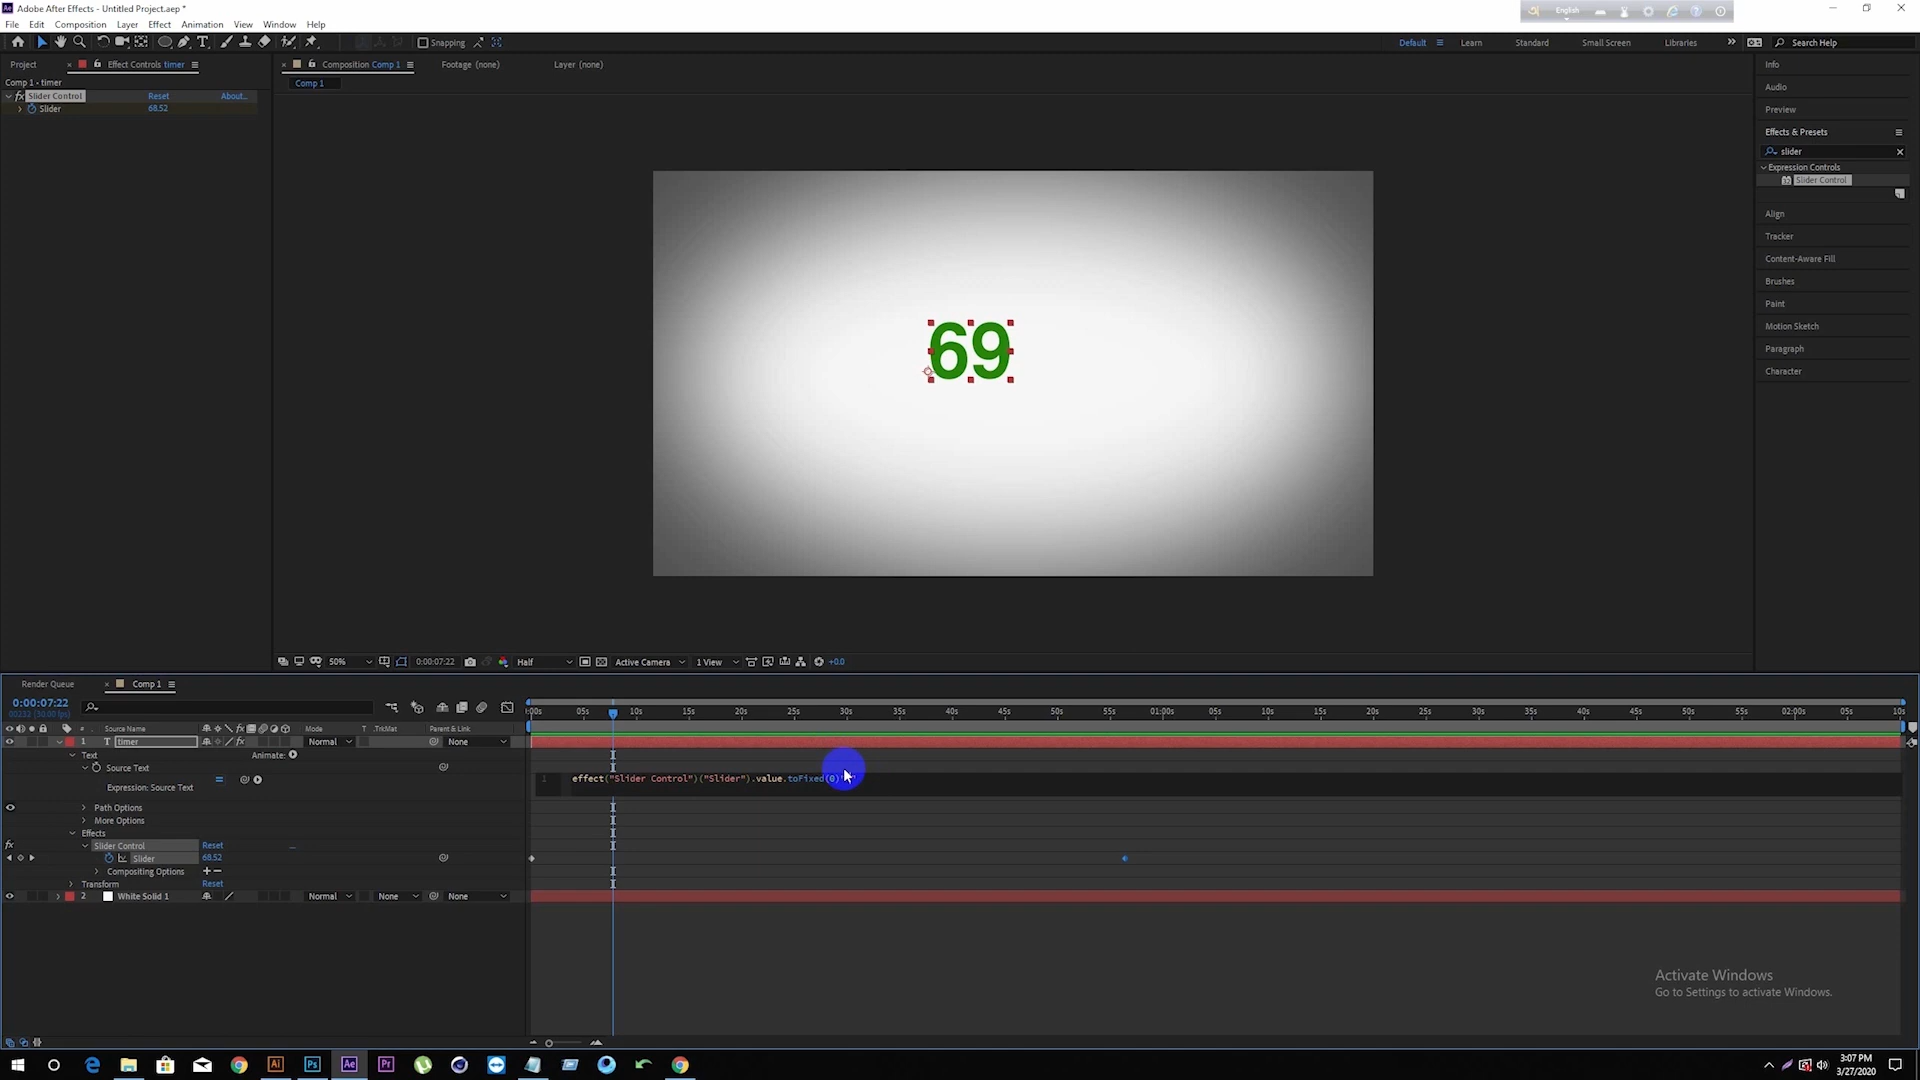 Adobe After Effects - Untitled Project.aep *
English
File Edit Composition Layer Effect Animation View Window Help
Snapping
Default Learn Standard Small Screen Libraries Search Help
Project Effect Controls timer Composition Comp 1 Footage (none) Layer (none) Info
Comp 1 - timer Comp 1
Slider Control Reset About...
Slider 68.52
Audio
Preview
Effects & Presets
slider
Expression Controls
Slider Control
Align
Tracker
Content-Aware Fill
Brushes
Paint
Motion Sketch
Paragraph
Character
69
50% 0:00:07:22 Half Active Camera 1 View +0.0
Render Queue Comp 1
0:00:07:22
00232 (30.00 fps)
:00s 05s 10s 15s 20s 25s 30s 35s 40s 45s 50s 55s 01:00s 05s 10s 15s 20s 25s 30s 35s 40s 45s 50s 55s 02:00s 05s 10s
# Source Name Mode T .TrkMat Parent & Link
1 T timer Normal None
Text Animate:
Source Text
Expression: Source Text
1 effect("Slider Control")("Slider").value.toFixed(0)
Path Options
More Options
Effects
Slider Control Reset
Slider 68.52
Compositing Options + −
Transform Reset
2 White Solid 1 Normal None None
Activate Windows
Go to Settings to activate Windows.
3:07 PM
3/27/2020